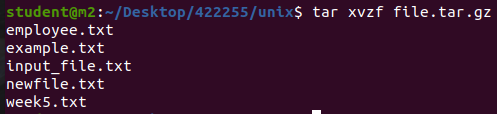 student@m2:~/Desktop/422255/unix$ tar xvzf file.tar.gz
employee.txt
example.txt
input_file.txt
newfile.txt
week5.txt